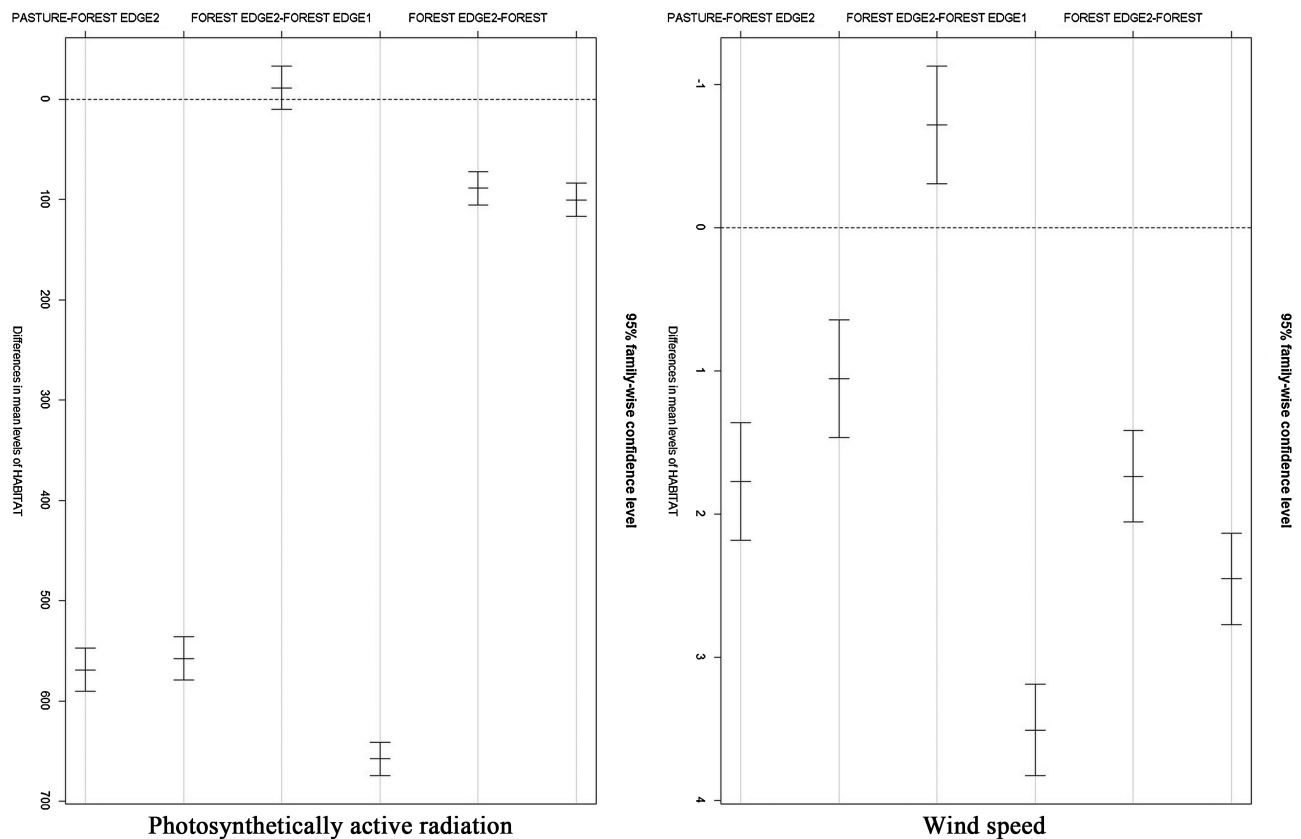 PASTURE-FOREST EDGE2
FOREST EDGE2-FOREST EDGE1
FOREST EDGE2-FOREST
0
100
200
300
400
500
600
700
Differences in mean levels of HABITAT
95% family-wise confidence level
Photosynthetically active radiation
PASTURE-FOREST EDGE2
FOREST EDGE2-FOREST EDGE1
FOREST EDGE2-FOREST
-1
0
1
2
3
4
Differences in mean levels of HABITAT
95% family-wise confidence level
Wind speed